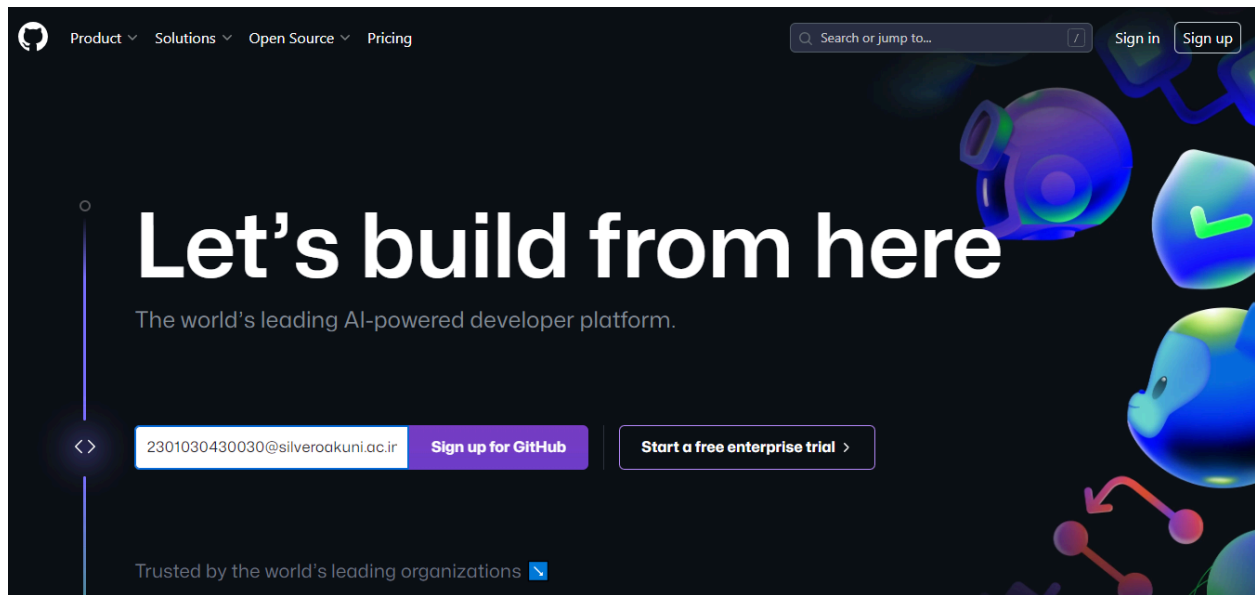 Product Solutions Open Source Pricing Search or jump to... / Sign in Sign up
Let's build from here
The world's leading AI-powered developer platform.
2301030430030@silveroakuni.ac.ir Sign up for GitHub Start a free enterprise trial >
Trusted by the world's leading organizations ↘